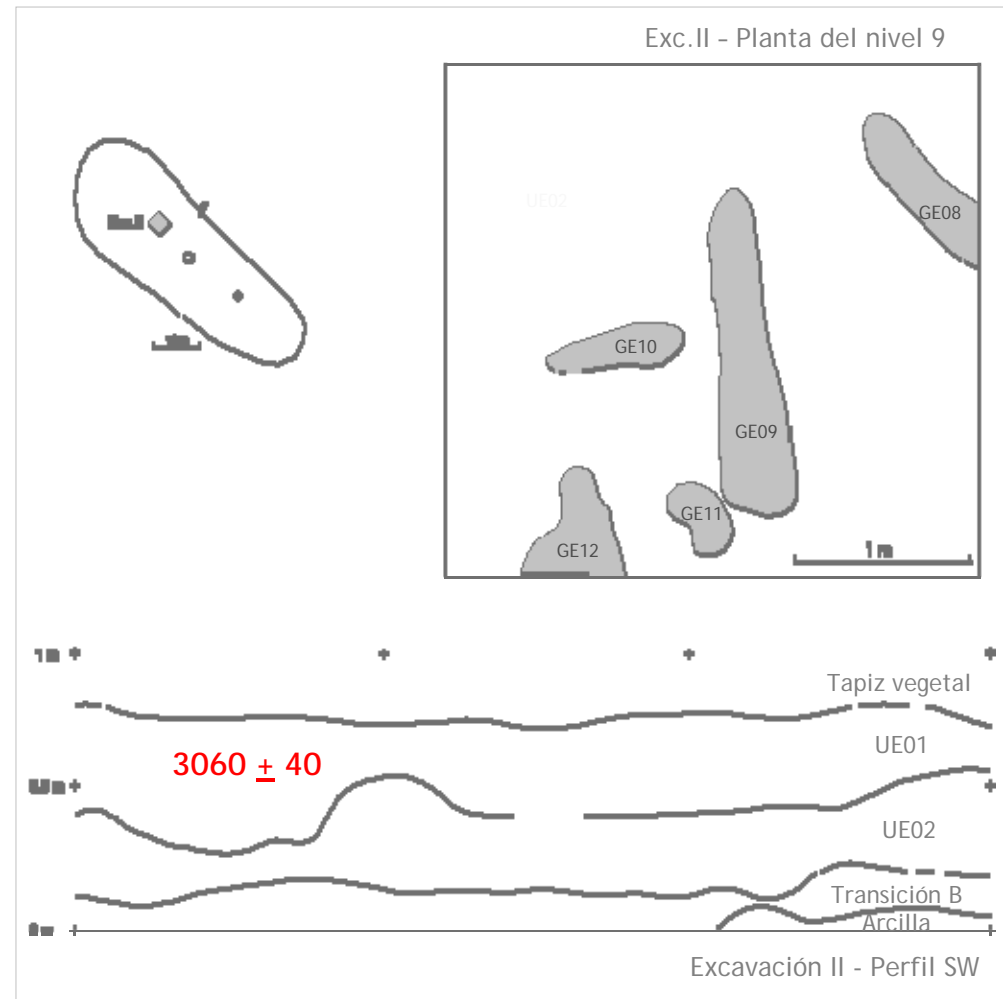 Exc.II - Planta del nivel 9
UE02
GE08
GE10
GE09
GE11
GE12
1 m
1m
Tapiz vegetal
UE01
3060 ± 40
UE02
Transición B
Arcilla
Excavación II - Perfil SW